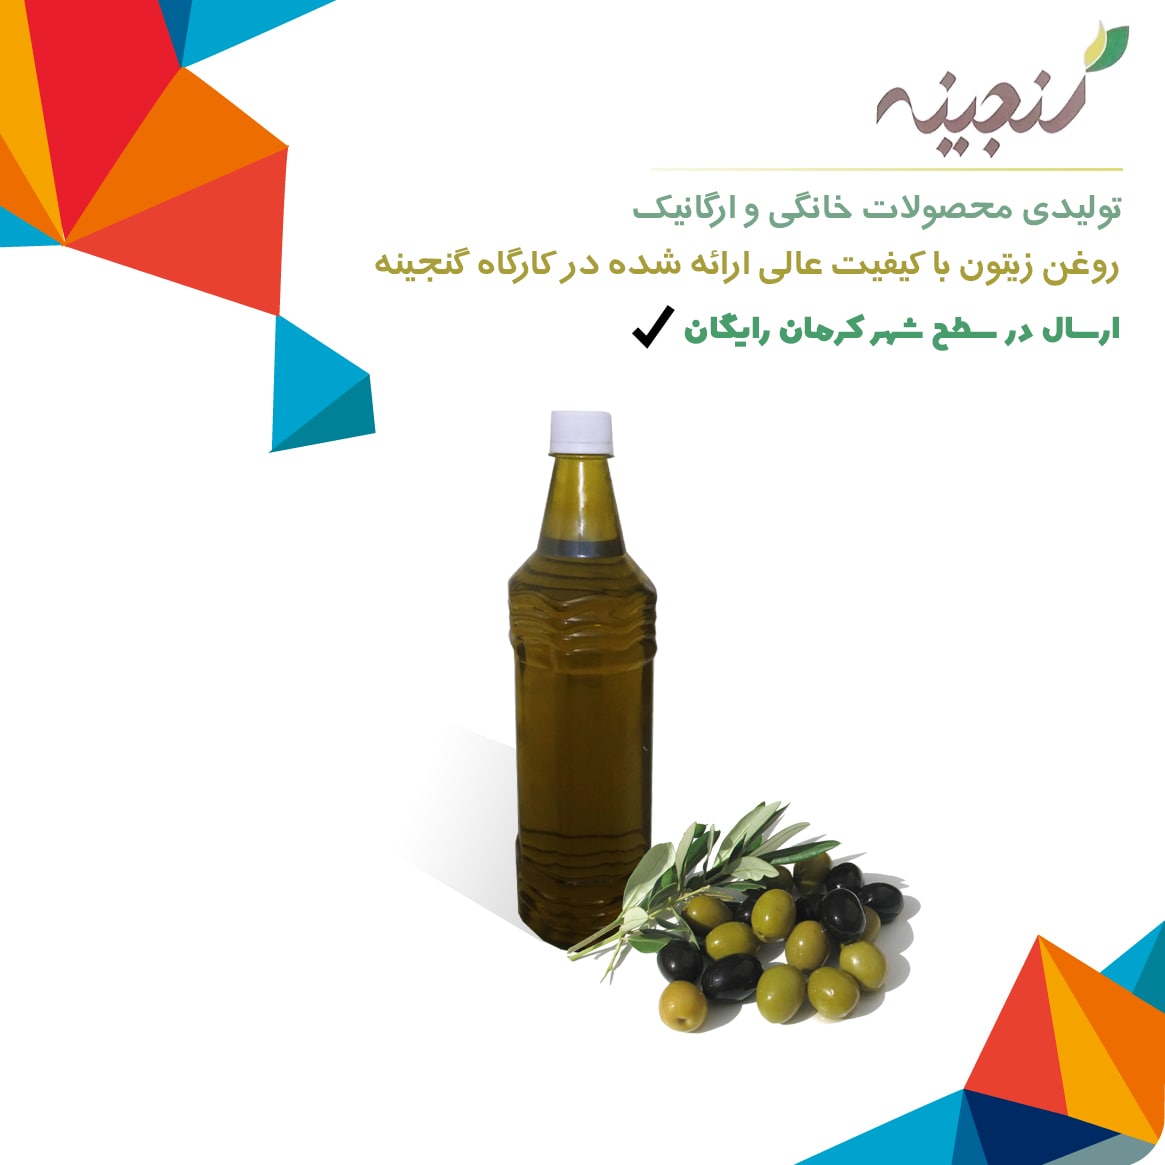 گنجینه
تولیدی محصولات خانگی و ارگانیک
روغن زیتون با کیفیت عالی ارائه شده در کارگاه گنجینه
ارسال در سطح شهر کرمان رایگان